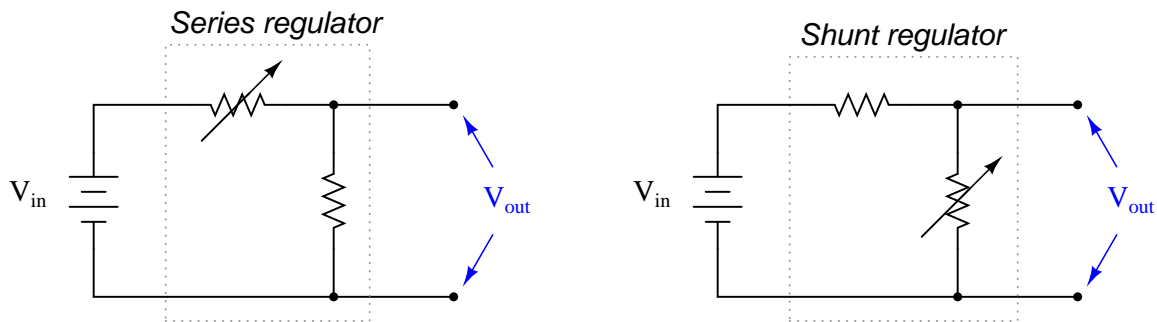 Series regulator
V_in
V_out
Shunt regulator
V_in
V_out